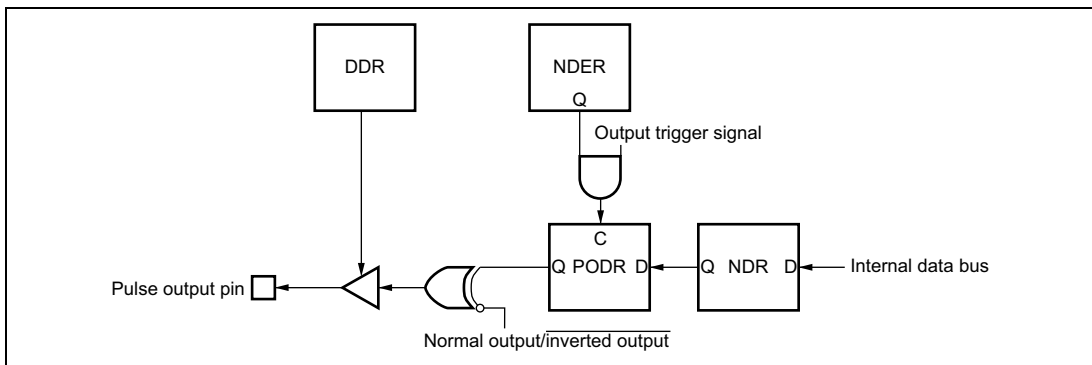 DDR
NDER
Q
Output trigger signal
C
Q PODR D
Q NDR D
Internal data bus
Pulse output pin
Normal output/inverted output